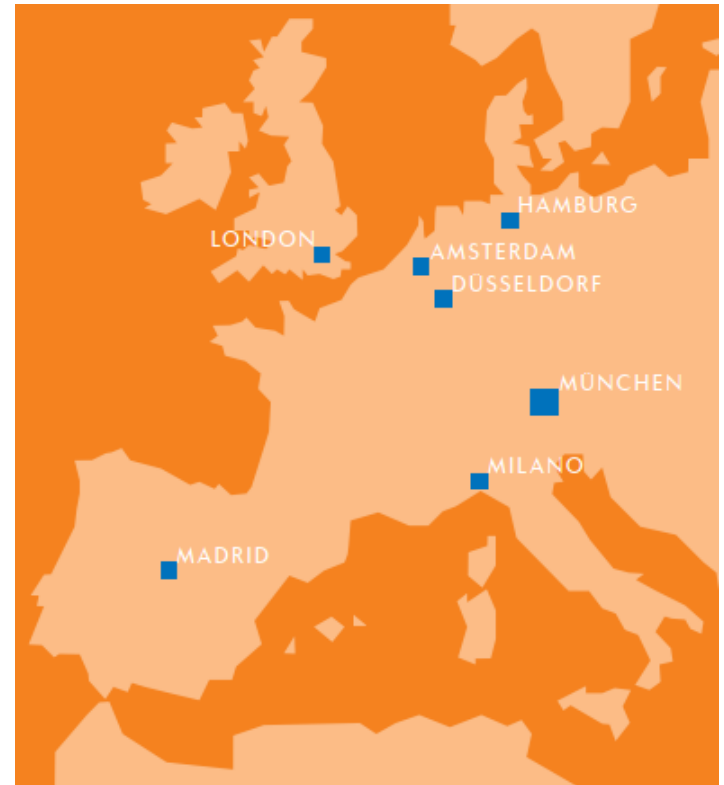 HAMBURG
LONDON
AMSTERDAM
DÜSSELDORF
MÜNCHEN
MILANO
MADRID